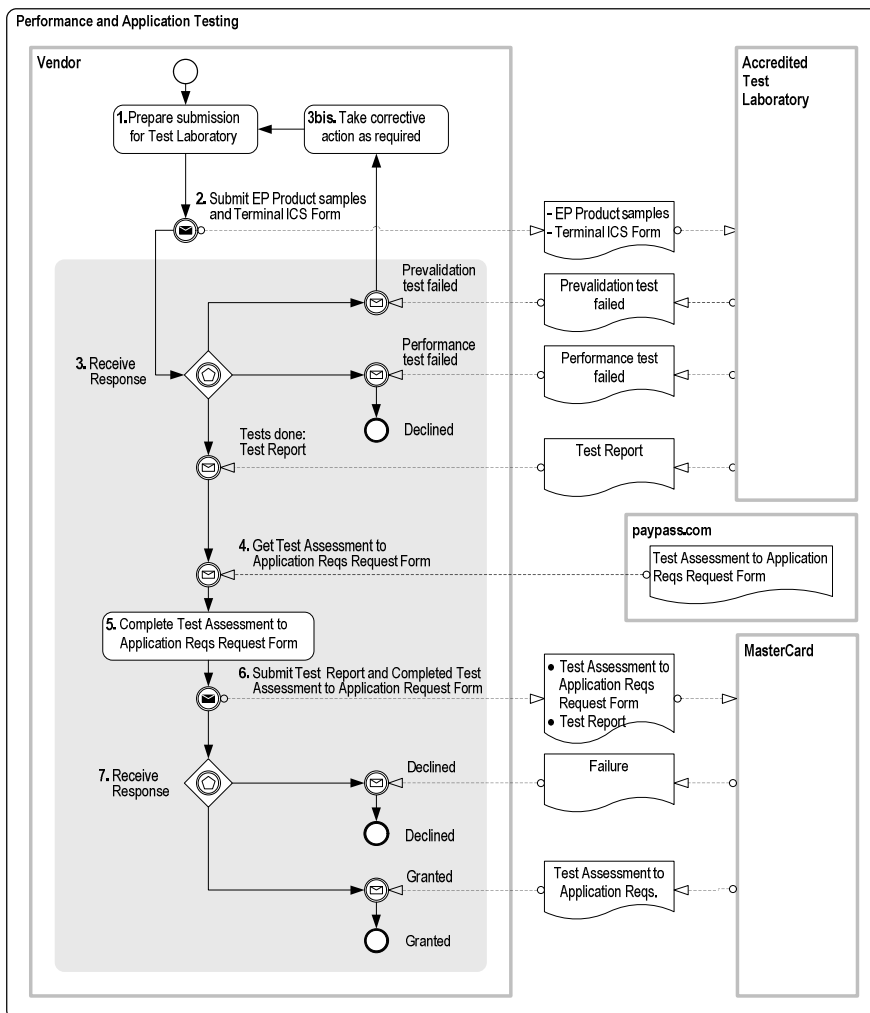 Performance and Application Testing
Vendor
Accredited
Test
Laboratory
1. Prepare submission
for Test Laboratory
3bis. Take corrective
action as required
2. Submit EP Product samples
and Terminal ICS Form
- EP Product samples
- Terminal ICS Form
Prevalidation
test failed
Prevalidation test
failed
3. Receive
Response
Performance
test failed
Performance test
failed
Declined
Tests done:
Test Report
Test Report
paypass.com
4. Get Test Assessment to
Application Reqs Request Form
Test Assessment to Application
Reqs Request Form
5. Complete Test Assessment to
Application Reqs Request Form
MasterCard
6. Submit Test Report and Completed Test
Assessment to Application Request Form
• Test Assessment to
Application Reqs
Request Form
• Test Report
7. Receive
Response
Declined
Failure
Declined
Granted
Test Assessment to
Application Reqs.
Granted